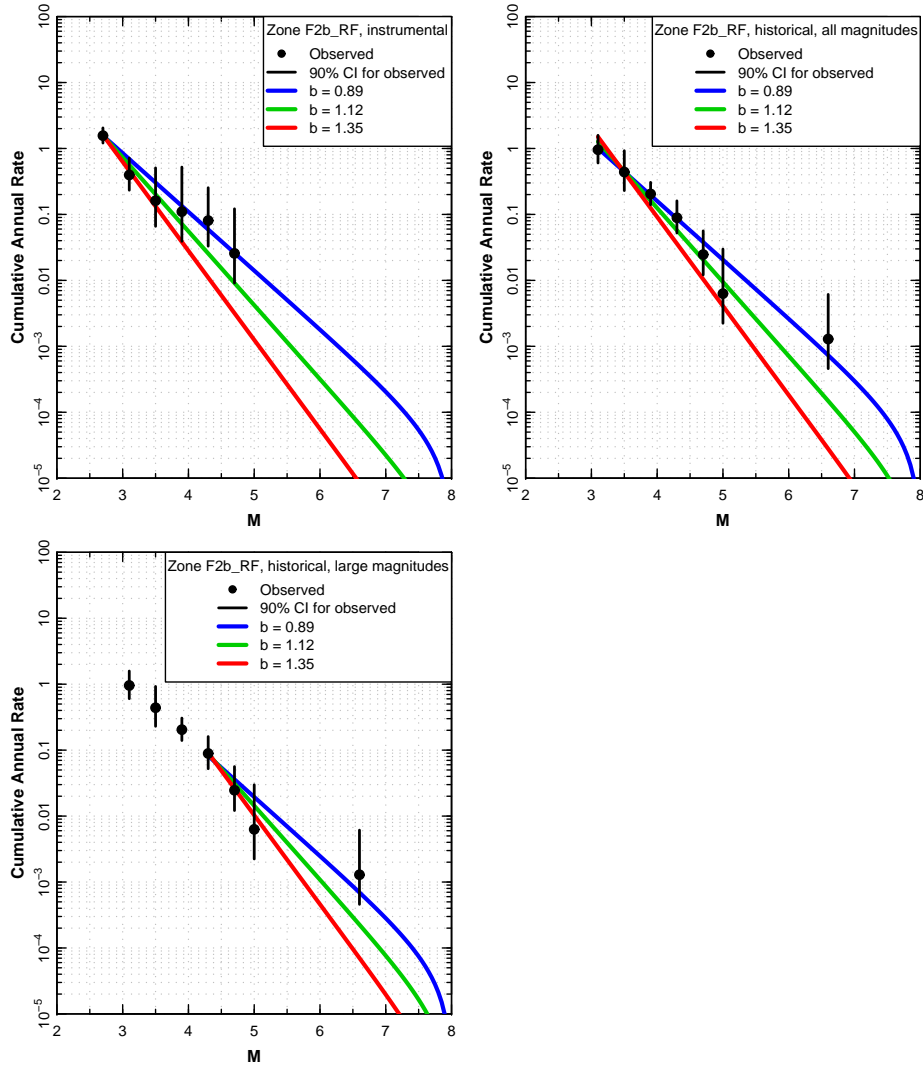 Zone F2b_RF, instrumental
Observed
90% CI for observed
b = 0.89
b = 1.12
b = 1.35
Cumulative Annual Rate
100
10
1
0.1
0.01
10⁻³
10⁻⁴
10⁻⁵
2 3 4 5 6 7 8
M
Zone F2b_RF, historical, all magnitudes
Observed
90% CI for observed
b = 0.89
b = 1.12
b = 1.35
Cumulative Annual Rate
100
10
1
0.1
0.01
10⁻³
10⁻⁴
10⁻⁵
2 3 4 5 6 7 8
M
Zone F2b_RF, historical, large magnitudes
Observed
90% CI for observed
b = 0.89
b = 1.12
b = 1.35
Cumulative Annual Rate
100
10
1
0.1
0.01
10⁻³
10⁻⁴
10⁻⁵
2 3 4 5 6 7 8
M